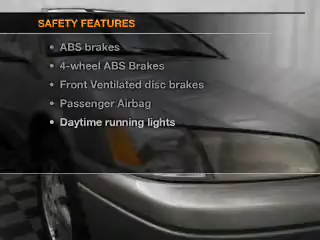 SAFETY FEATURES
• ABS brakes
• 4-wheel ABS Brakes
• Front Ventilated disc brakes
• Passenger Airbag
• Daytime running lights